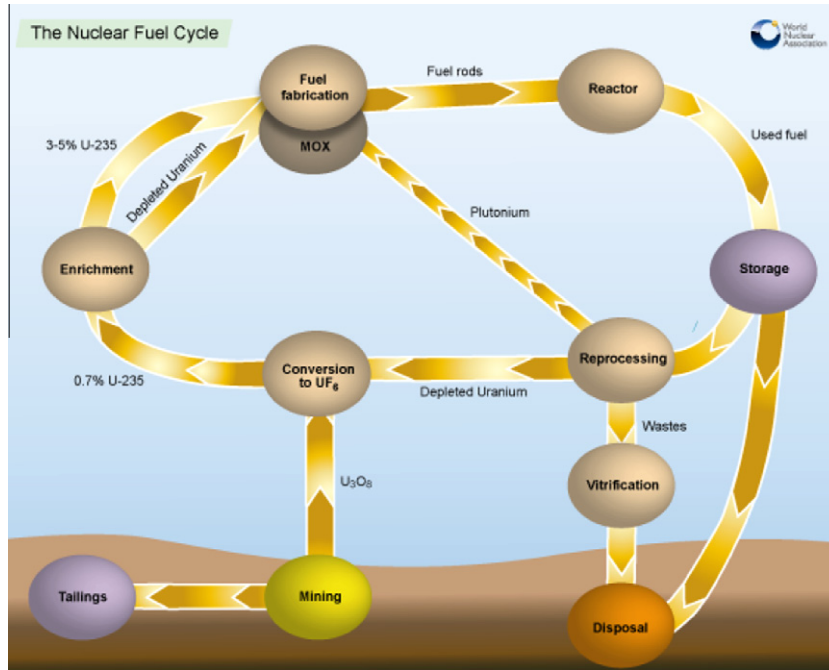 The Nuclear Fuel Cycle
World
Nuclear
Association
Fuel
fabrication
MOX
Fuel rods
Reactor
Used fuel
3-5% U-235
Depleted Uranium
Plutonium
Enrichment
Storage
0.7% U-235
Conversion
to UF₆
Depleted Uranium
Reprocessing
Wastes
U₃O₈
Vitrification
Tailings
Mining
Disposal